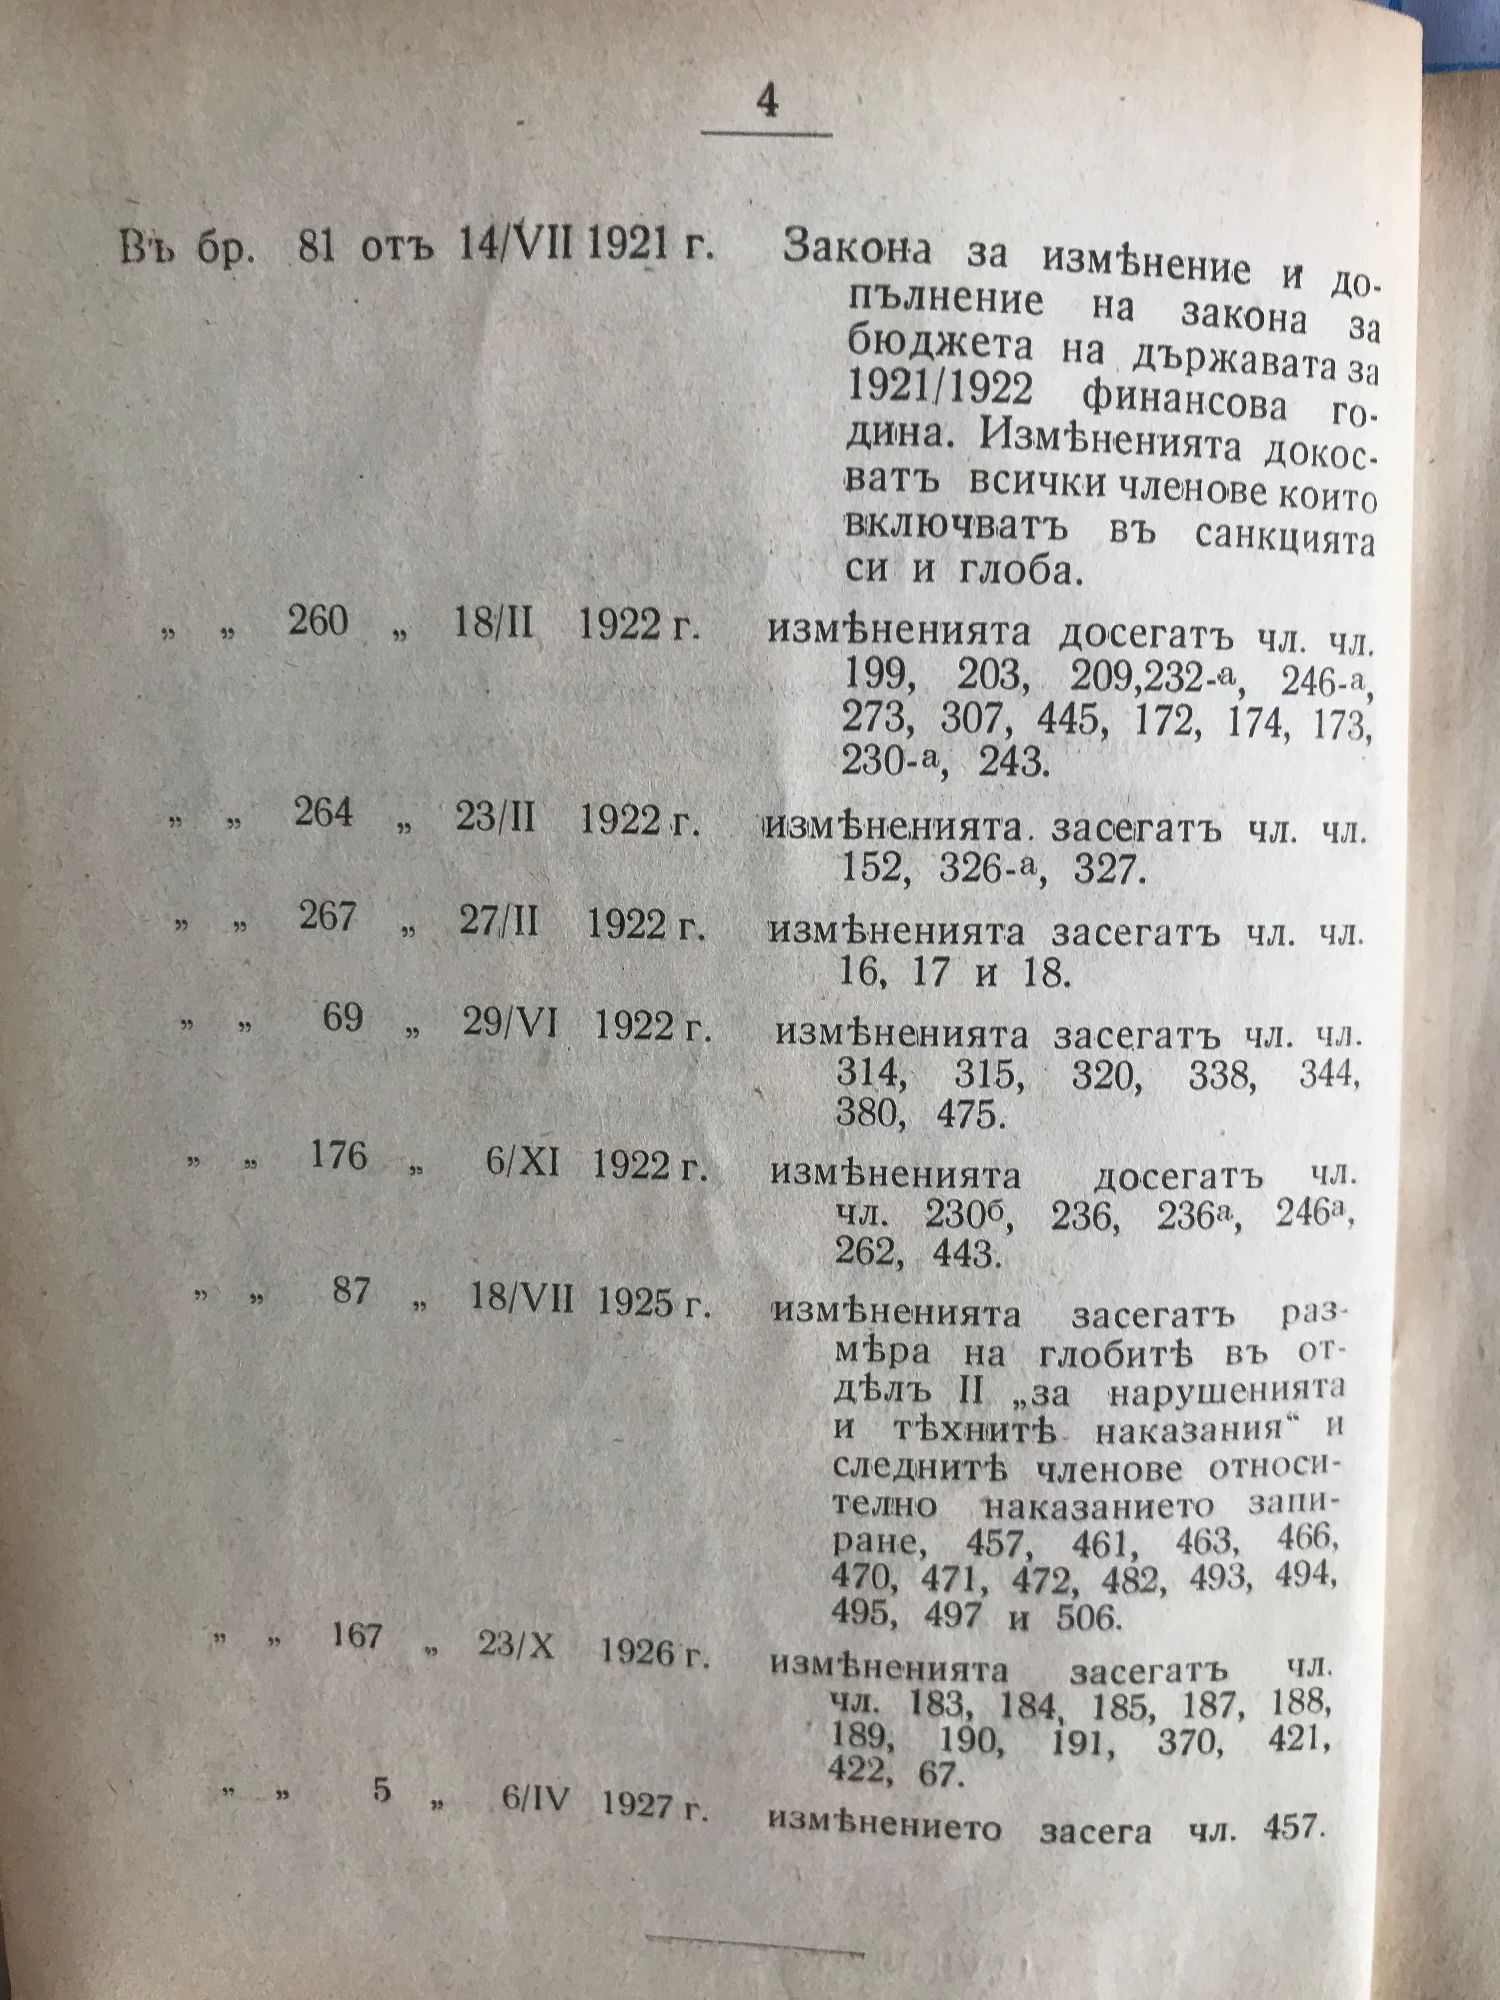 4
Въ бр. 81 отъ 14/VII 1921 г. Закона за измѣнение и до-
пълнение на закона за
бюджета на държавата за
1921/1922 финансова го-
дина. Измѣненията докос-
ватъ всички членове които
включватъ въ санкцията
си и глоба.
„ „ 260 „ 18/II 1922 г. измѣненията досегатъ чл. чл.
199, 203, 209,232-а, 246-а,
273, 307, 445, 172, 174, 173,
230-а, 243.
„ „ 264 „ 23/II 1922 г. измѣненията. засегатъ чл. чл.
152, 326-а, 327.
„ „ 267 „ 27/II 1922 г. измѣненията засегатъ чл. чл.
16, 17 и 18.
„ „ 69 „ 29/VI 1922 г. измѣненията засегатъ чл. чл.
314, 315, 320, 338, 344,
380, 475.
„ „ 176 „ 6/XI 1922 г. измѣненията досегатъ чл.
чл. 230б, 236, 236а, 246а,
262, 443.
„ „ 87 „ 18/VII 1925 г. измѣненията засегатъ раз-
мѣра на глобитѣ въ от-
дѣлъ II „за нарушенията
и тѣхнитѣ наказания“ и
следнитѣ членове относи-
телно наказанието запи-
ране, 457, 461, 463, 466,
470, 471, 472, 482, 493, 494,
495, 497 и 506.
„ „ 167 „ 23/X 1926 г. измѣненията засегатъ чл.
чл. 183, 184, 185, 187, 188,
189, 190, 191, 370, 421,
422, 67.
„ „ 5 „ 6/IV 1927 г. измѣнението засега чл. 457.